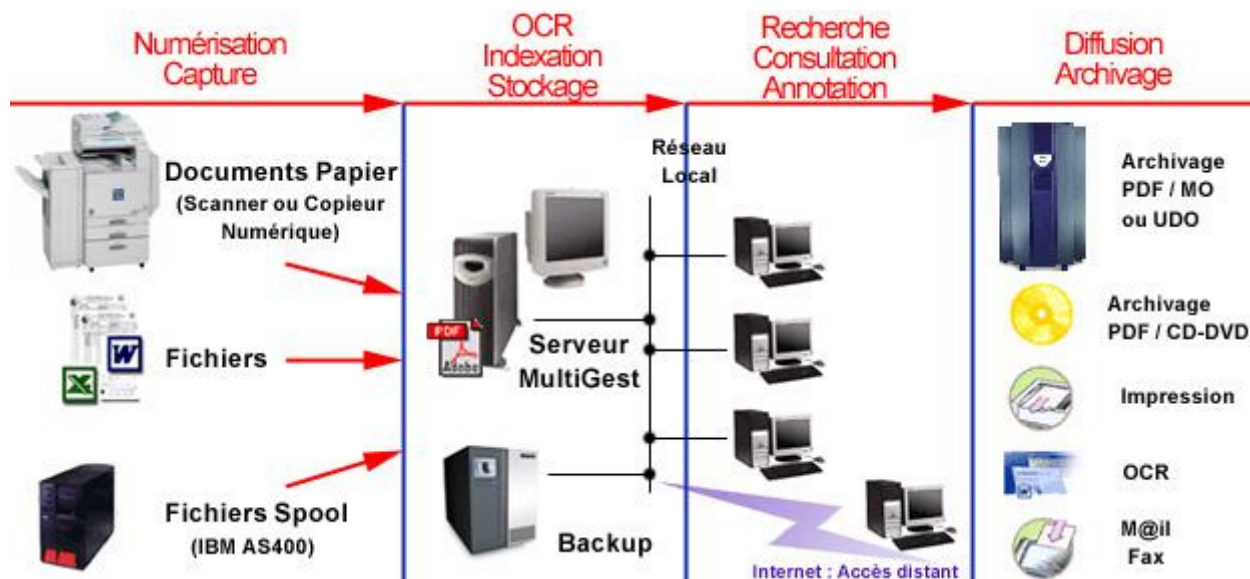 Numérisation
Capture
OCR
Indexation
Stockage
Recherche
Consultation
Annotation
Diffusion
Archivage
Documents Papier
(Scanner ou Copieur
Numérique)
Fichiers
Fichiers Spool
(IBM AS400)
Réseau
Local
PDF
Adobe
Serveur
MultiGest
Backup
Internet : Accès distant
Archivage
PDF / MO
ou UDO
Archivage
PDF / CD-DVD
Impression
OCR
M@il
Fax